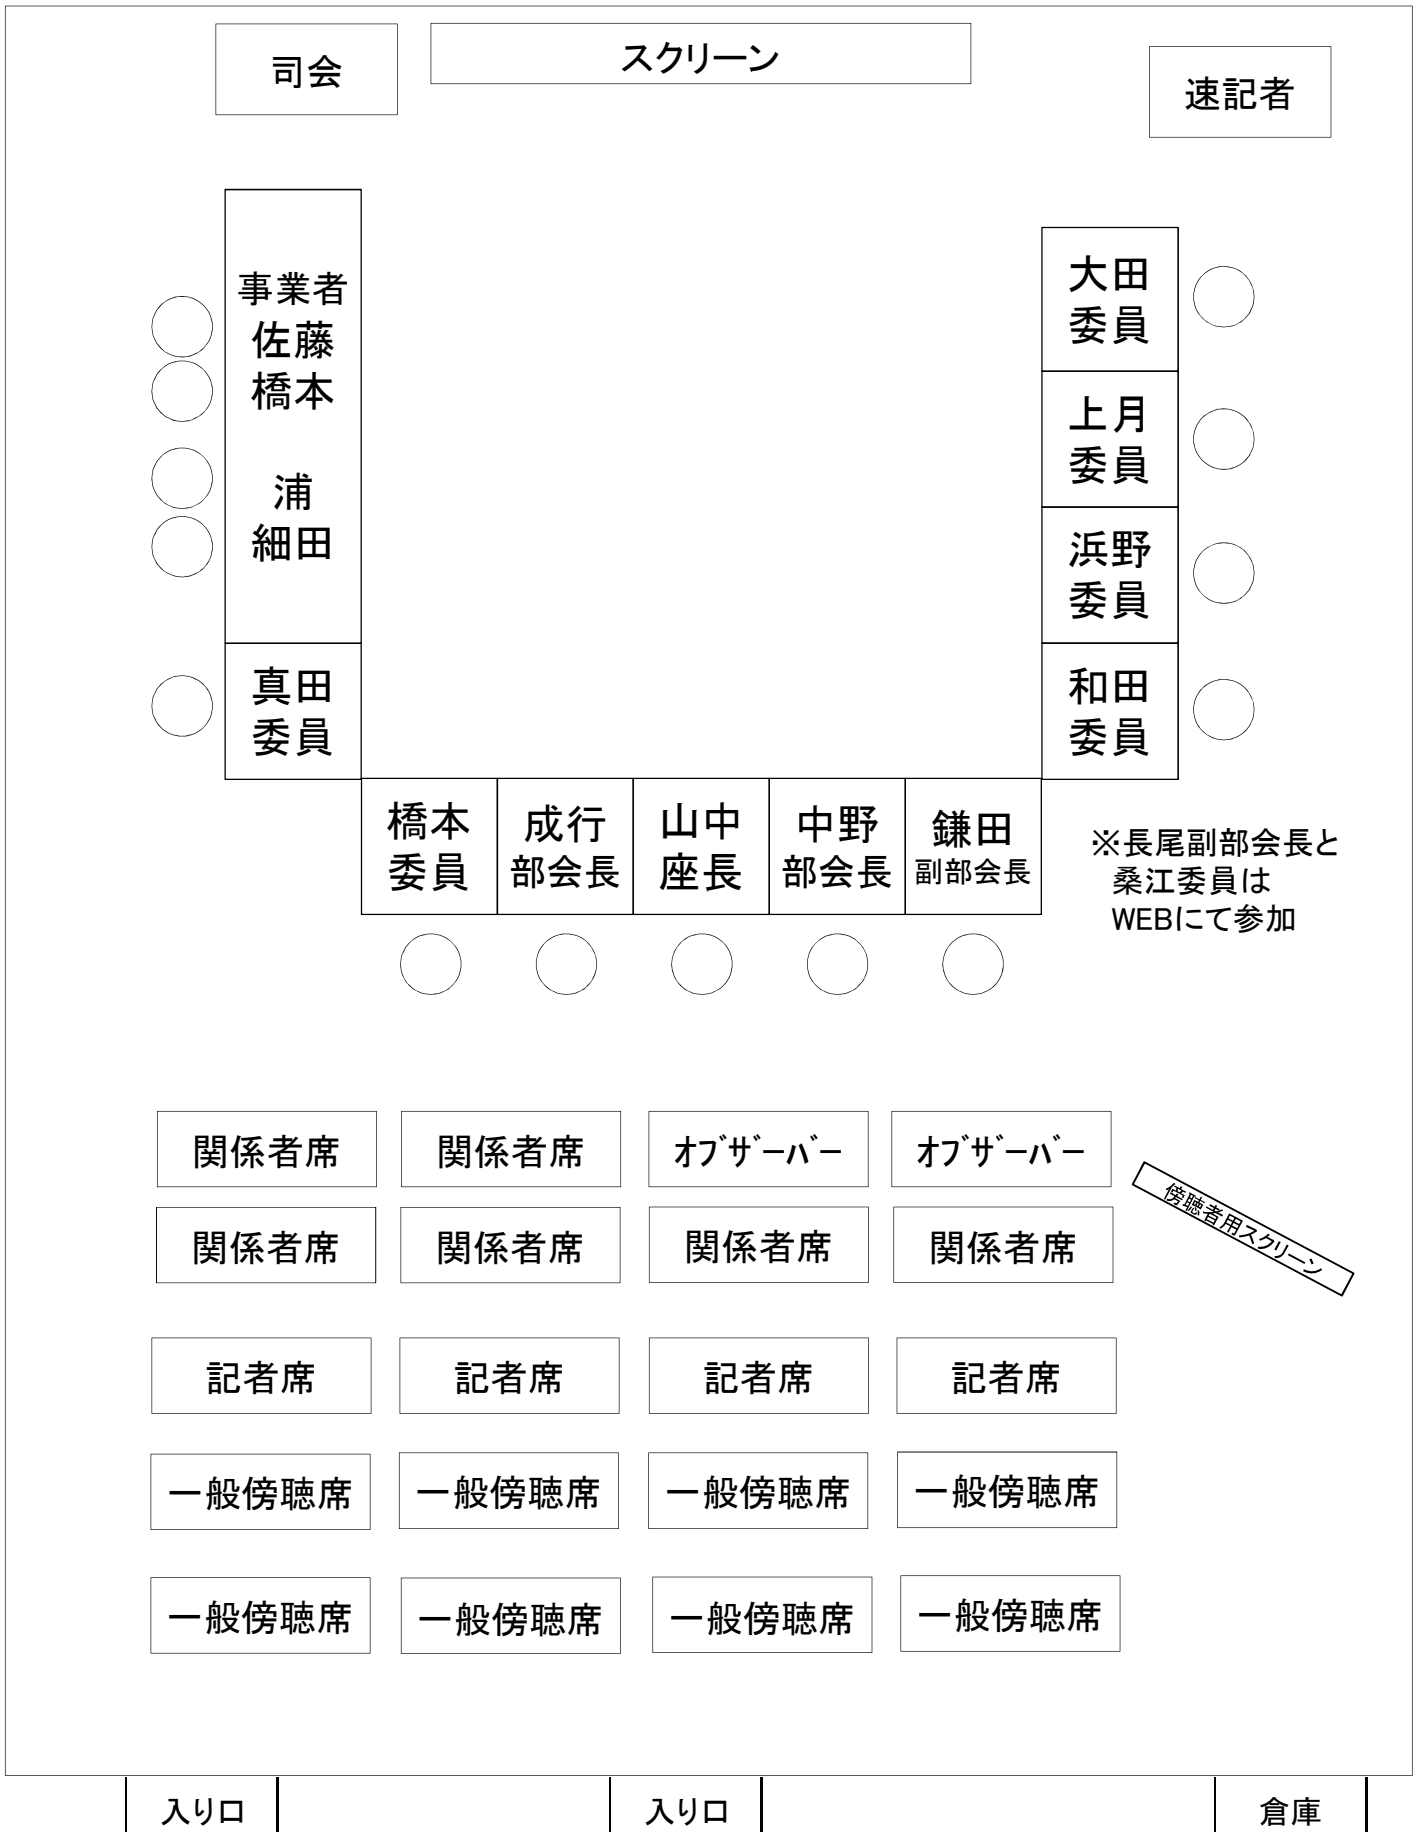 司会
スクリーン
速記者
事業者
佐藤
橋本
浦
細田
真田
委員
大田
委員
上月
委員
浜野
委員
和田
委員
橋本
委員
成行
部会長
山中
座長
中野
部会長
鎌田
副部会長
※長尾副部会長と
桑江委員は
WEBにて参加
関係者席
関係者席
ｵﾌﾞｻﾞｰﾊﾞｰ
ｵﾌﾞｻﾞｰﾊﾞｰ
傍聴者用スクリーン
関係者席
関係者席
関係者席
関係者席
記者席
記者席
記者席
記者席
一般傍聴席
一般傍聴席
一般傍聴席
一般傍聴席
一般傍聴席
一般傍聴席
一般傍聴席
一般傍聴席
入り口
入り口
倉庫